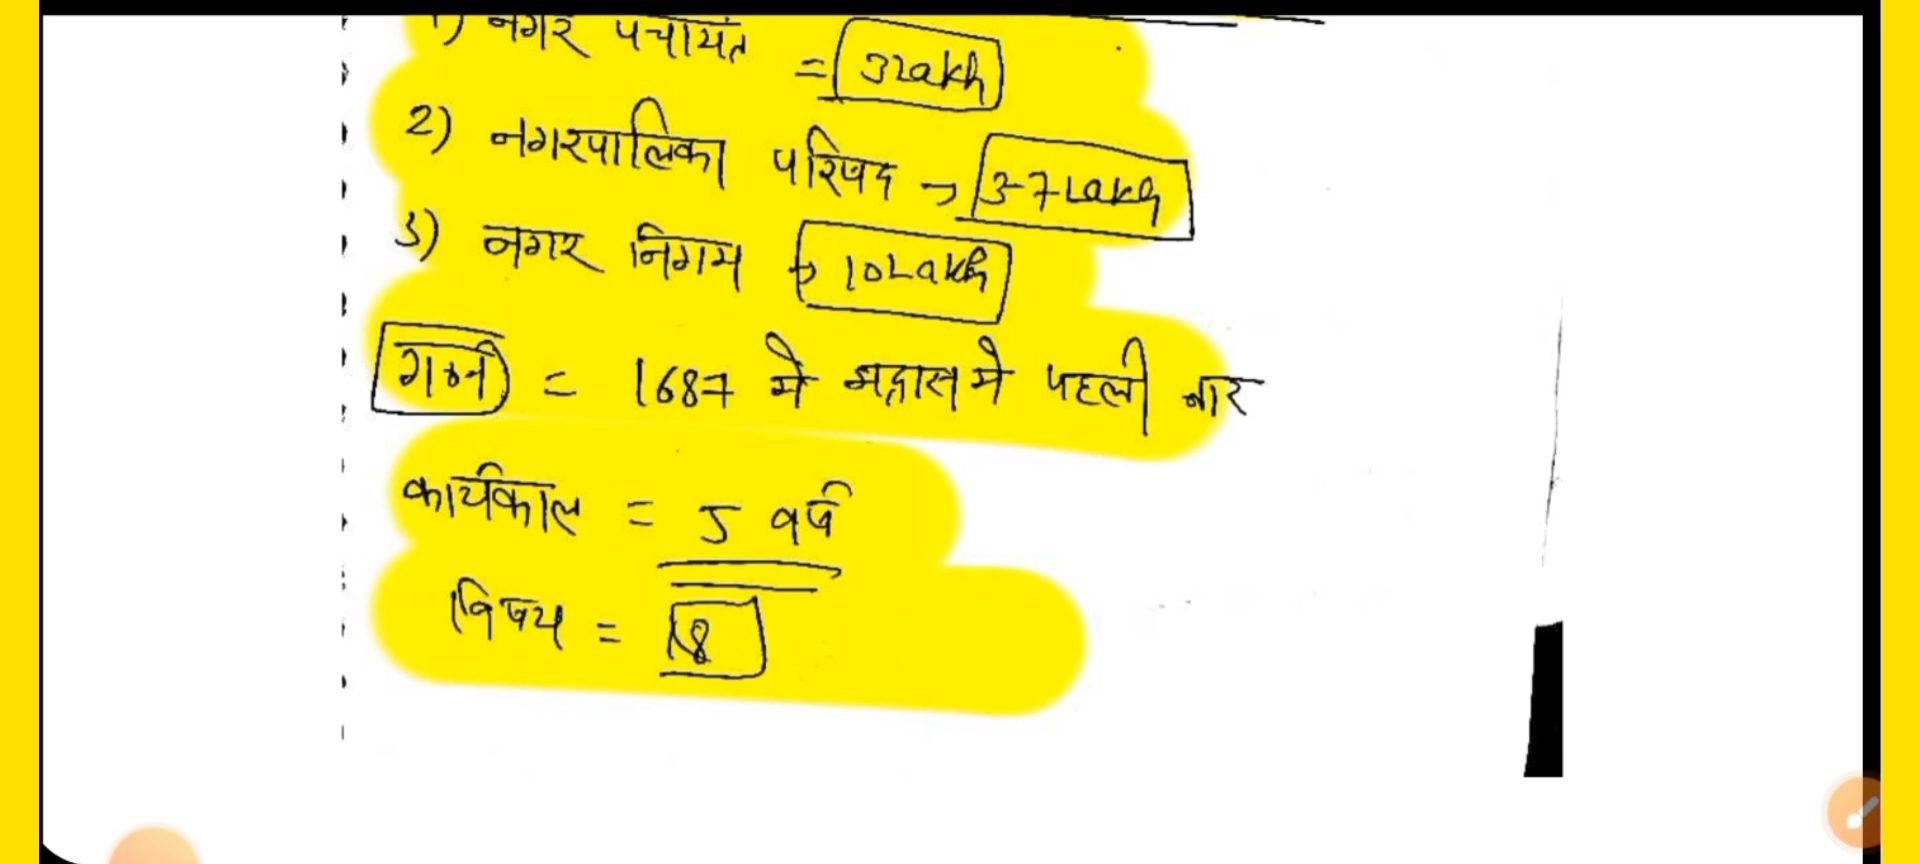 1) नगर पंचायत = 3 Lakh
2) नगरपालिका परिषद → 3-7 Lakh
3) नगर निगम → 10 Lakh
गठन = 1687 में मद्रास में पहली बार
कार्यकाल = 5 वर्ष
विषय = 18